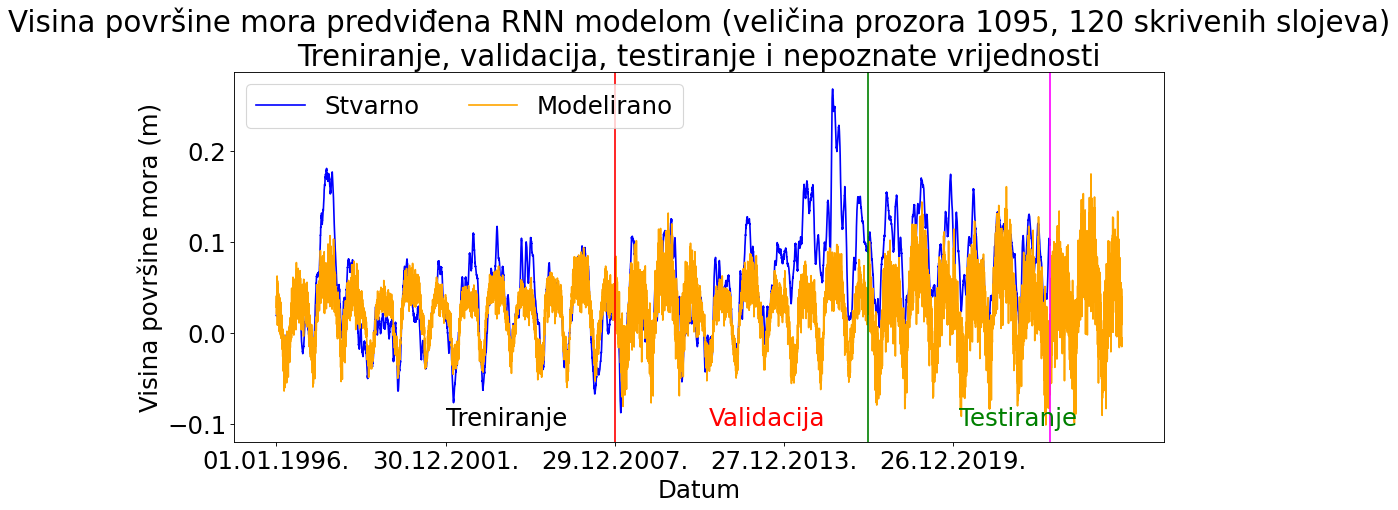 Visina površine mora predviđena RNN modelom (veličina prozora 1095, 120 skrivenih slojeva)
Treniranje, validacija, testiranje i nepoznate vrijednosti
Stvarno Modelirano
Visina površine mora (m)
0.2
0.1
0.0
−0.1
Treniranje Validacija Testiranje
01.01.1996. 30.12.2001. 29.12.2007. 27.12.2013. 26.12.2019.
Datum